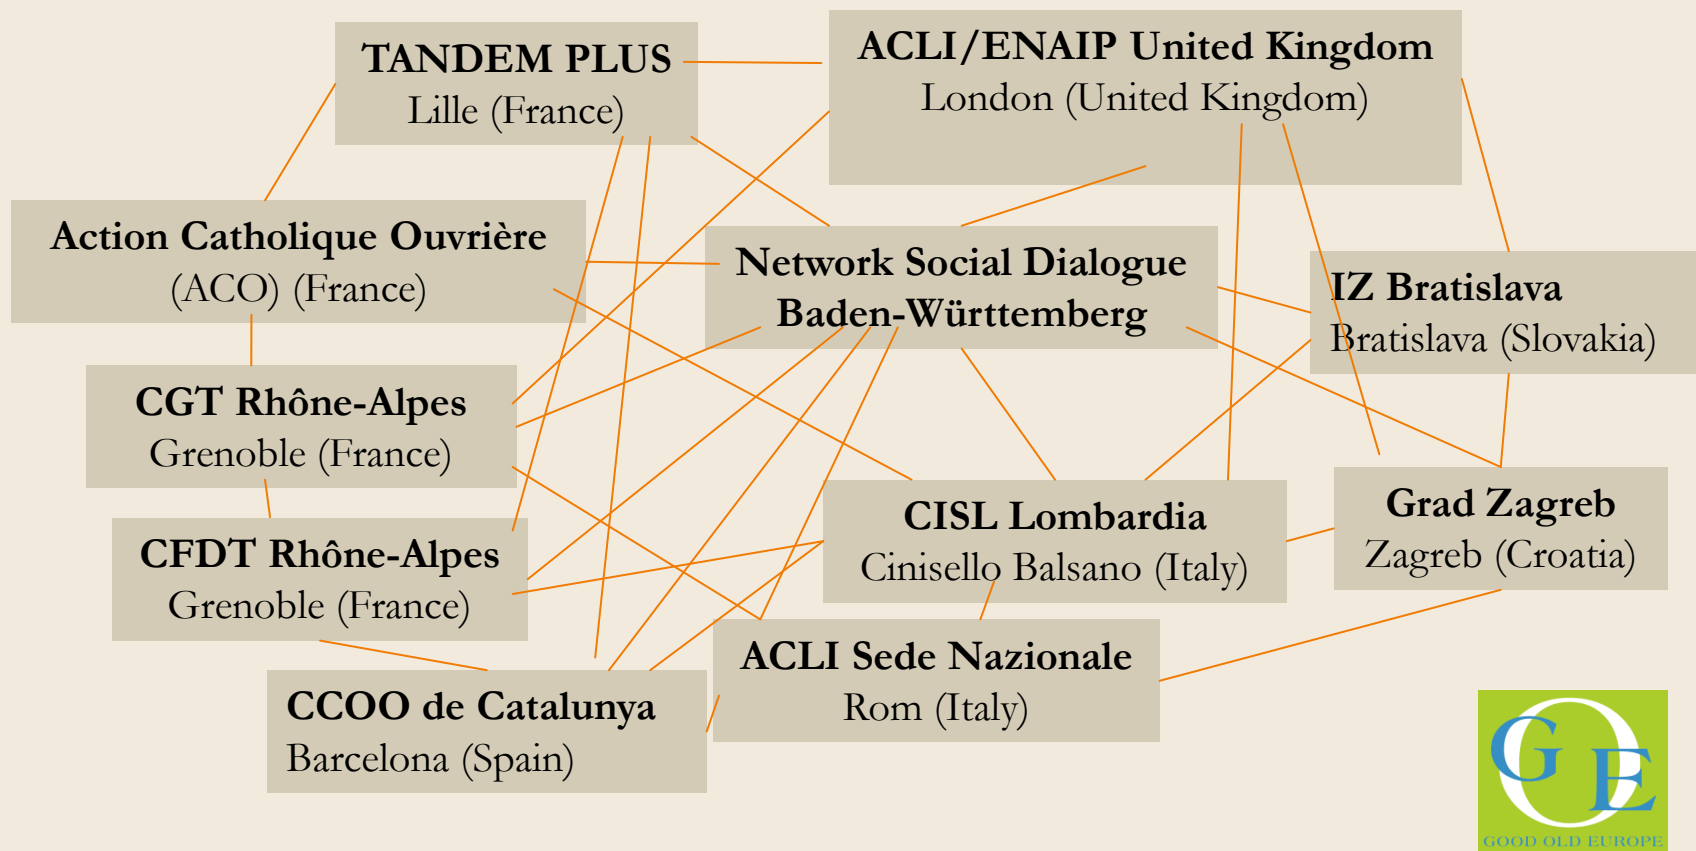 TANDEM PLUS
Lille (France)
ACLI/ENAIP United Kingdom
London (United Kingdom)
Action Catholique Ouvrière
(ACO) (France)
Network Social Dialogue
Baden-Württemberg
IZ Bratislava
Bratislava (Slovakia)
CGT Rhône-Alpes
Grenoble (France)
CISL Lombardia
Cinisello Balsano (Italy)
Grad Zagreb
Zagreb (Croatia)
CFDT Rhône-Alpes
Grenoble (France)
ACLI Sede Nazionale
Rom (Italy)
CCOO de Catalunya
Barcelona (Spain)
GOE
GOOD OLD EUROPE